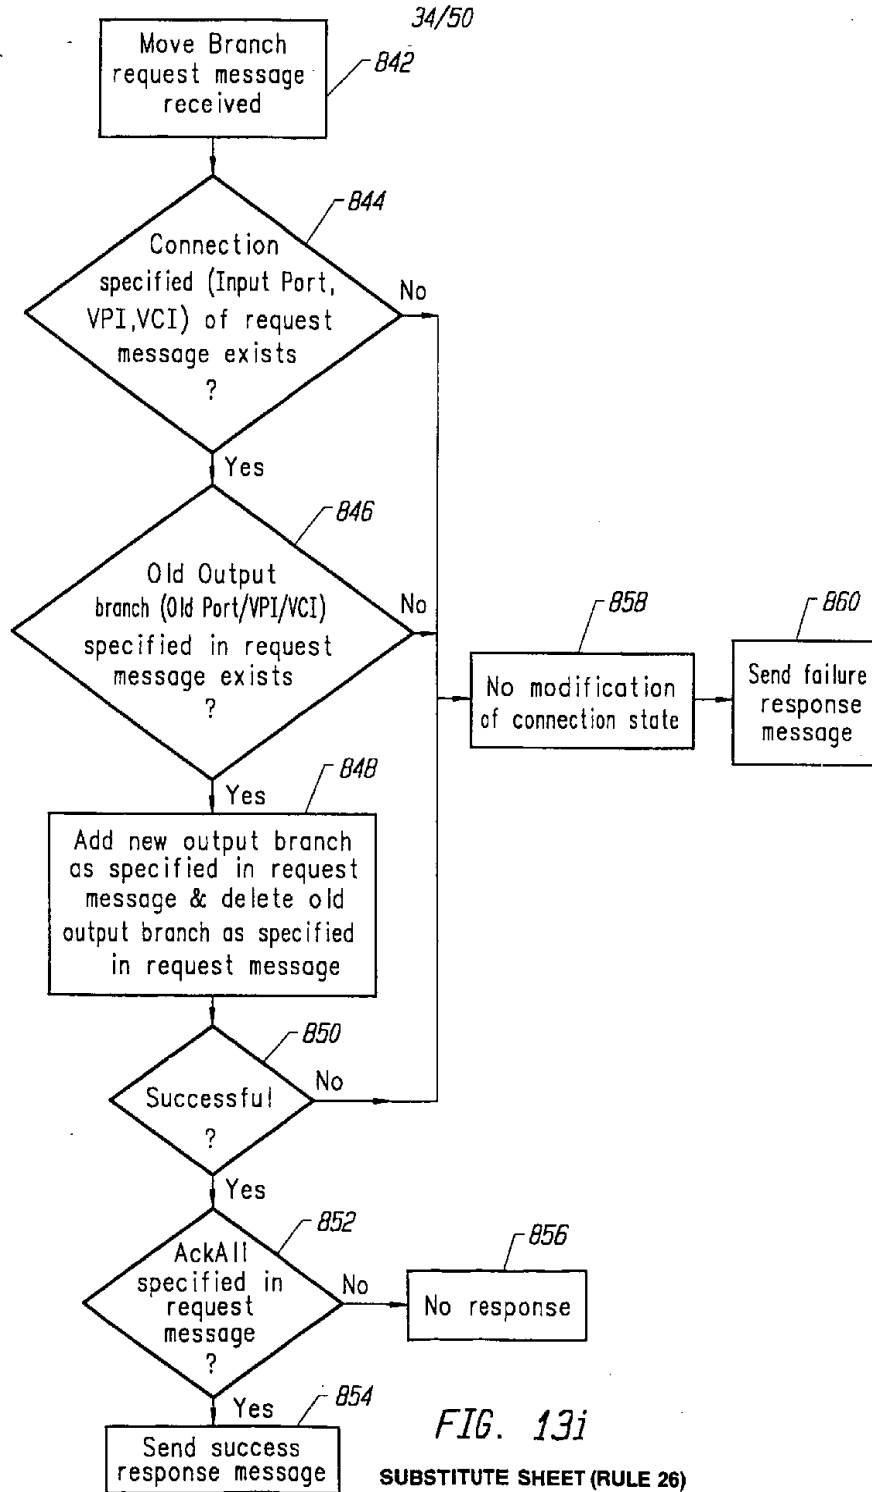 34/50
Move Branch
request message
received
842
844
Connection
specified (Input Port,
VPI,VCI) of request
message exists
?
No
Yes
846
Old Output
branch (Old Port/VPI/VCI)
specified in request
message exists
?
No
858
No modification
of connection state
860
Send failure
response
message
Yes
848
Add new output branch
as specified in request
message & delete old
output branch as specified
in request message
850
Successful
?
No
Yes
852
AckAll
specified in
request
message
?
No
856
No response
Yes
854
Send success
response message
FIG. 13i
SUBSTITUTE SHEET (RULE 26)